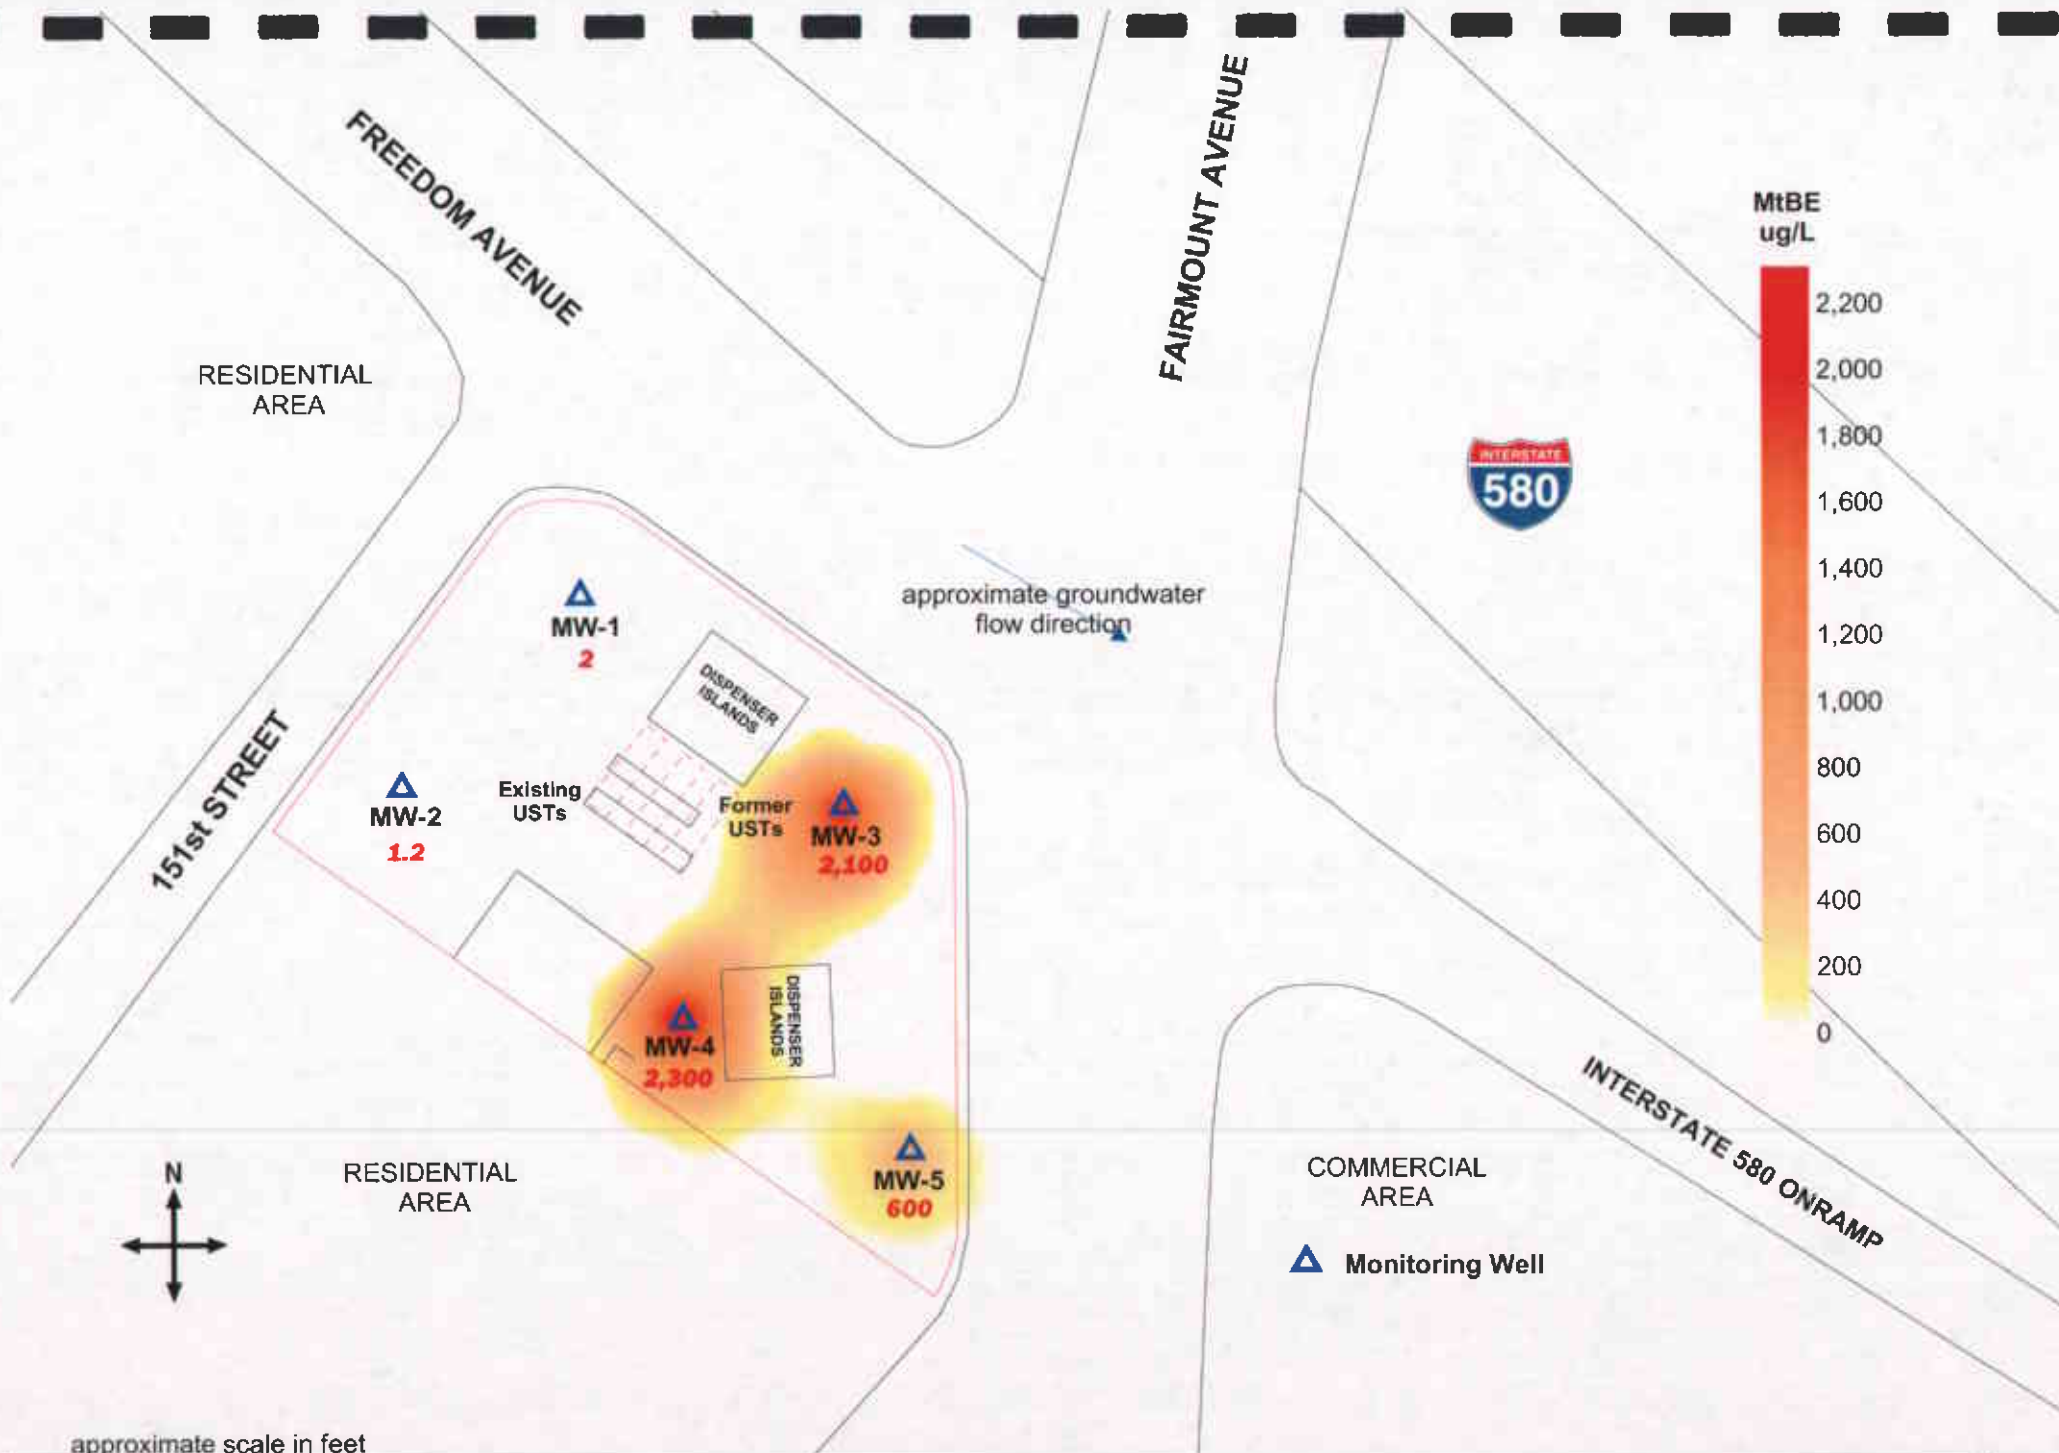 FREEDOM AVENUE
FAIRMOUNT AVENUE
MtBE
ug/L
2,200
2,000
1,800
1,600
1,400
1,200
1,000
800
600
400
200
0
RESIDENTIAL
AREA
INTERSTATE
580
approximate groundwater
flow direction
MW-1
2
DISPENSER
ISLANDS
151st STREET
Existing
USTs
Former
USTs
MW-2
1.2
MW-3
2,100
DISPENSER
ISLANDS
MW-4
2,300
MW-5
600
INTERSTATE 580 ONRAMP
N
RESIDENTIAL
AREA
COMMERCIAL
AREA
Monitoring Well
approximate scale in feet